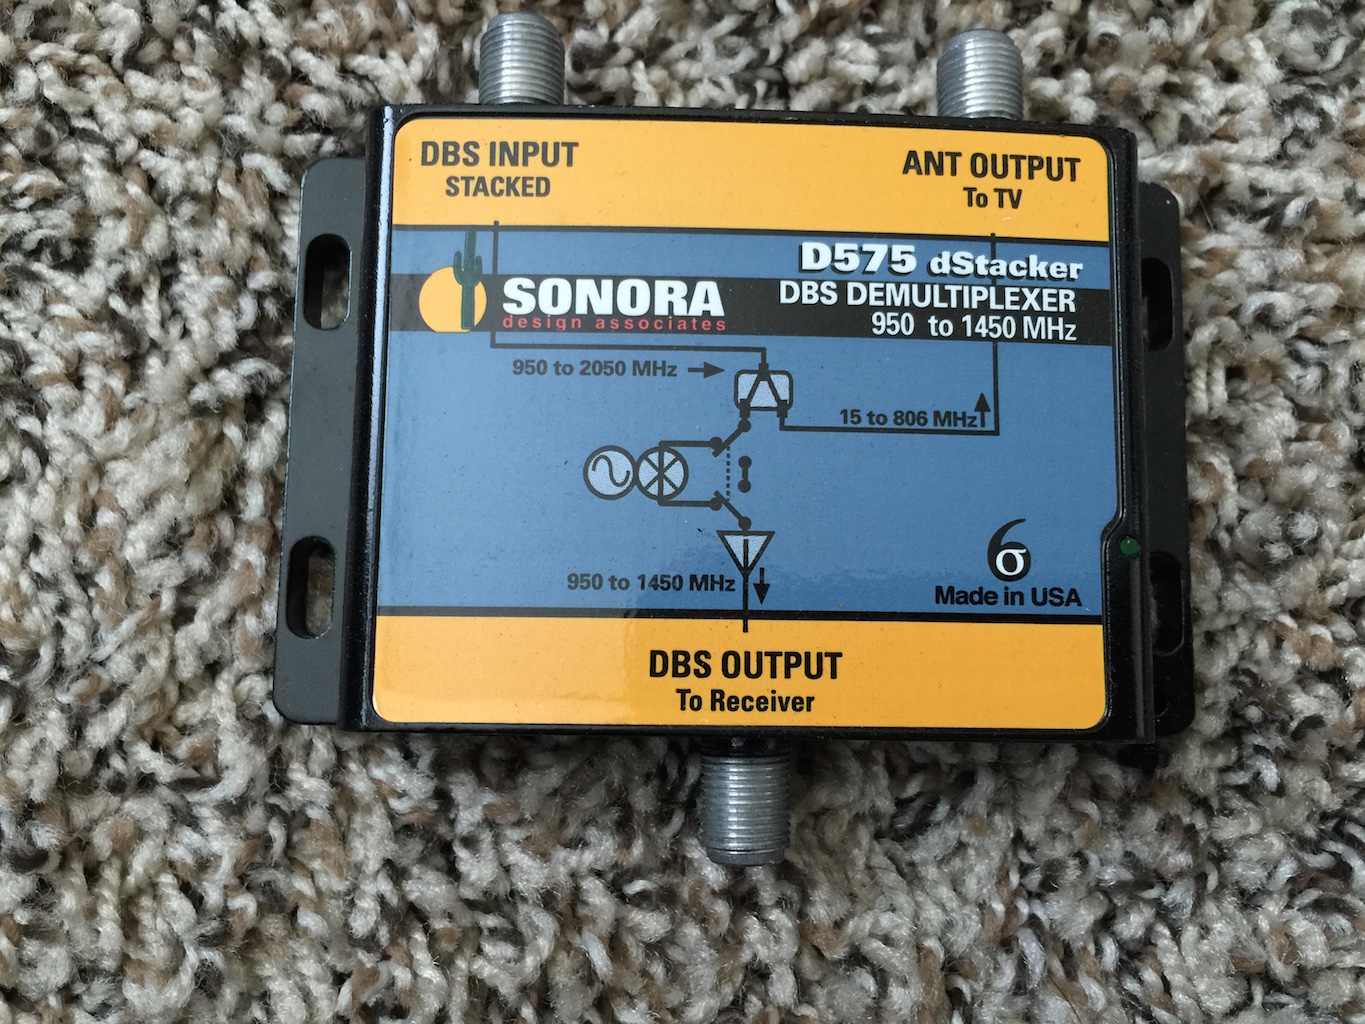 DBS INPUT
STACKED
ANT OUTPUT
To TV
D575 dStacker
SONORA
design associates
DBS DEMULTIPLEXER
950 to 1450 MHz
950 to 2050 MHz
15 to 806 MHz
950 to 1450 MHz
6σ
Made in USA
DBS OUTPUT
To Receiver